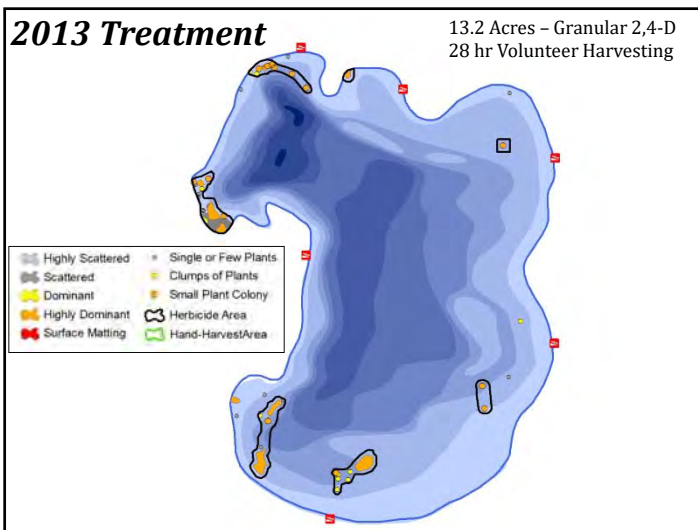 2013 Treatment
13.2 Acres – Granular 2,4-D
28 hr Volunteer Harvesting
Highly Scattered
Scattered
Dominant
Highly Dominant
Surface Matting
Single or Few Plants
Clumps of Plants
Small Plant Colony
Herbicide Area
Hand-HarvestArea